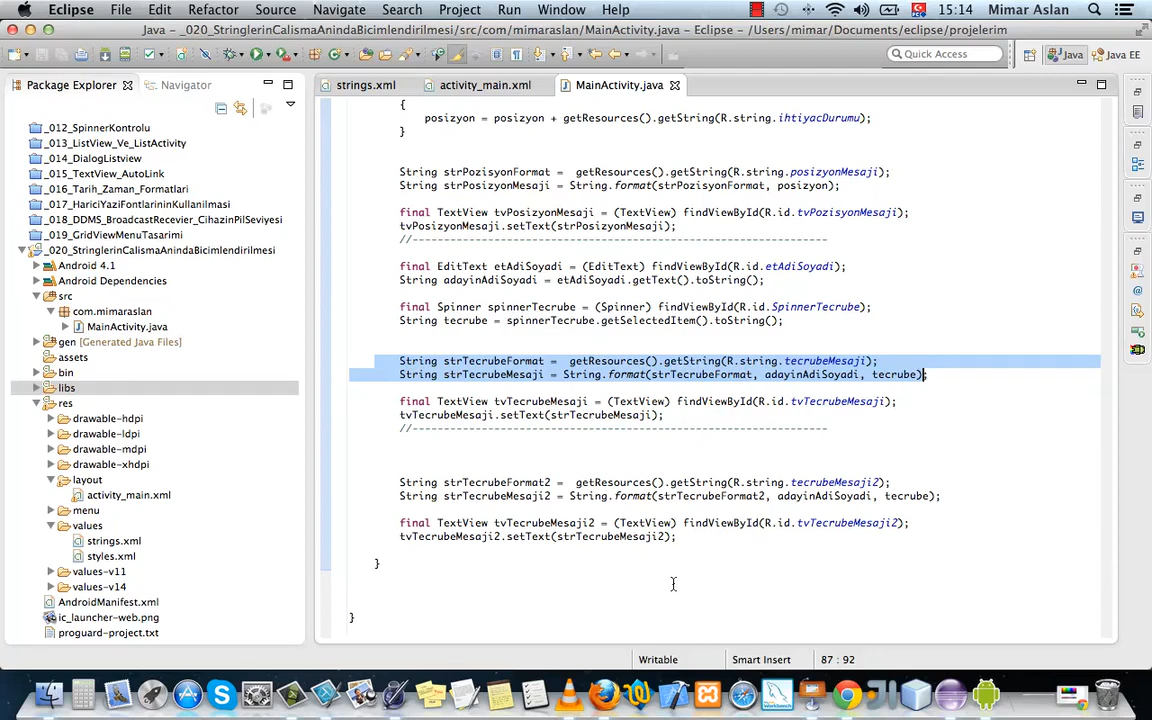 Eclipse File Edit Refactor Source Navigate Search Project Run Window Help 15:14 Mimar Aslan
Java – _020_StringlerinCalismaAnindaBicimlendirilmesi/src/com/mimaraslan/MainActivity.java – Eclipse – /Users/mimar/Documents/eclipse/projelerim
Quick Access Java Java EE
Package Explorer Navigator
strings.xml activity_main.xml MainActivity.java
_012_SpinnerKontrolu
_013_ListView_Ve_ListActivity
_014_DialogListview
_015_TextView_AutoLink
_016_Tarih_Zaman_Formatlari
_017_HariciYaziFontlarininKullanilmasi
_018_DDMS_BroadcastRecevier_CihazinPilSeviyesi
_019_GridViewMenuTasarimi
_020_StringlerinCalismaAnindaBicimlendirilmesi
Android 4.1
Android Dependencies
src
com.mimaraslan
MainActivity.java
gen [Generated Java Files]
assets
bin
libs
res
drawable-hdpi
drawable-ldpi
drawable-mdpi
drawable-xhdpi
layout
activity_main.xml
menu
values
strings.xml
styles.xml
values-v11
values-v14
AndroidManifest.xml
ic_launcher-web.png
proguard-project.txt
{
posizyon = posizyon + getResources().getString(R.string.ihtiyacDurumu);
}
String strPozisyonFormat = getResources().getString(R.string.posizyonMesaji);
String strPosizyonMesaji = String.format(strPozisyonFormat, posizyon);
final TextView tvPosizyonMesaji = (TextView) findViewById(R.id.tvPozisyonMesaji);
tvPosizyonMesaji.setText(strPosizyonMesaji);
//------------------------------------------------------------------
final EditText etAdiSoyadi = (EditText) findViewById(R.id.etAdiSoyadi);
String adayinAdiSoyadi = etAdiSoyadi.getText().toString();
final Spinner spinnerTecrube = (Spinner) findViewById(R.id.SpinnerTecrube);
String tecrube = spinnerTecrube.getSelectedItem().toString();
String strTecrubeFormat = getResources().getString(R.string.tecrubeMesaji);
String strTecrubeMesaji = String.format(strTecrubeFormat, adayinAdiSoyadi, tecrube);
final TextView tvTecrubeMesaji = (TextView) findViewById(R.id.tvTecrubeMesaji);
tvTecrubeMesaji.setText(strTecrubeMesaji);
//------------------------------------------------------------------
String strTecrubeFormat2 = getResources().getString(R.string.tecrubeMesaji2);
String strTecrubeMesaji2 = String.format(strTecrubeFormat2, adayinAdiSoyadi, tecrube);
final TextView tvTecrubeMesaji2 = (TextView) findViewById(R.id.tvTecrubeMesaji2);
tvTecrubeMesaji2.setText(strTecrubeMesaji2);
}
}
Writable Smart Insert 87 : 92